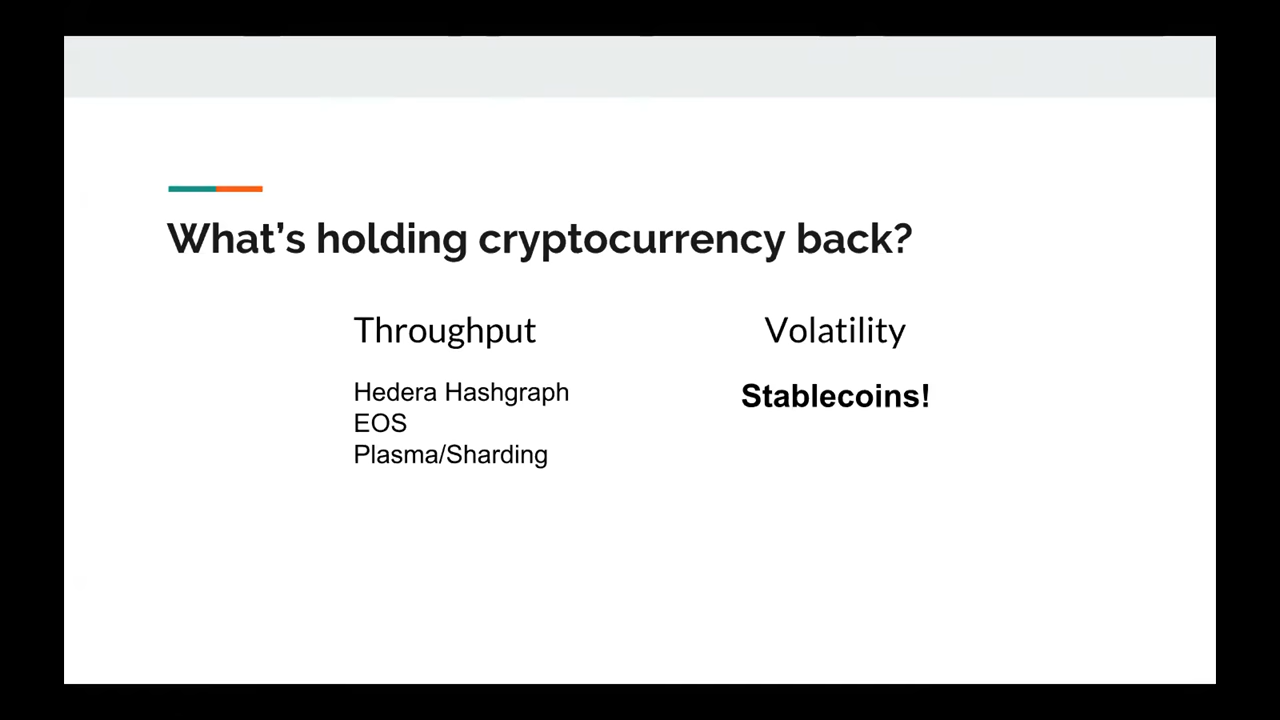 What's holding cryptocurrency back?
Throughput
Hedera Hashgraph
EOS
Plasma/Sharding
Volatility
Stablecoins!